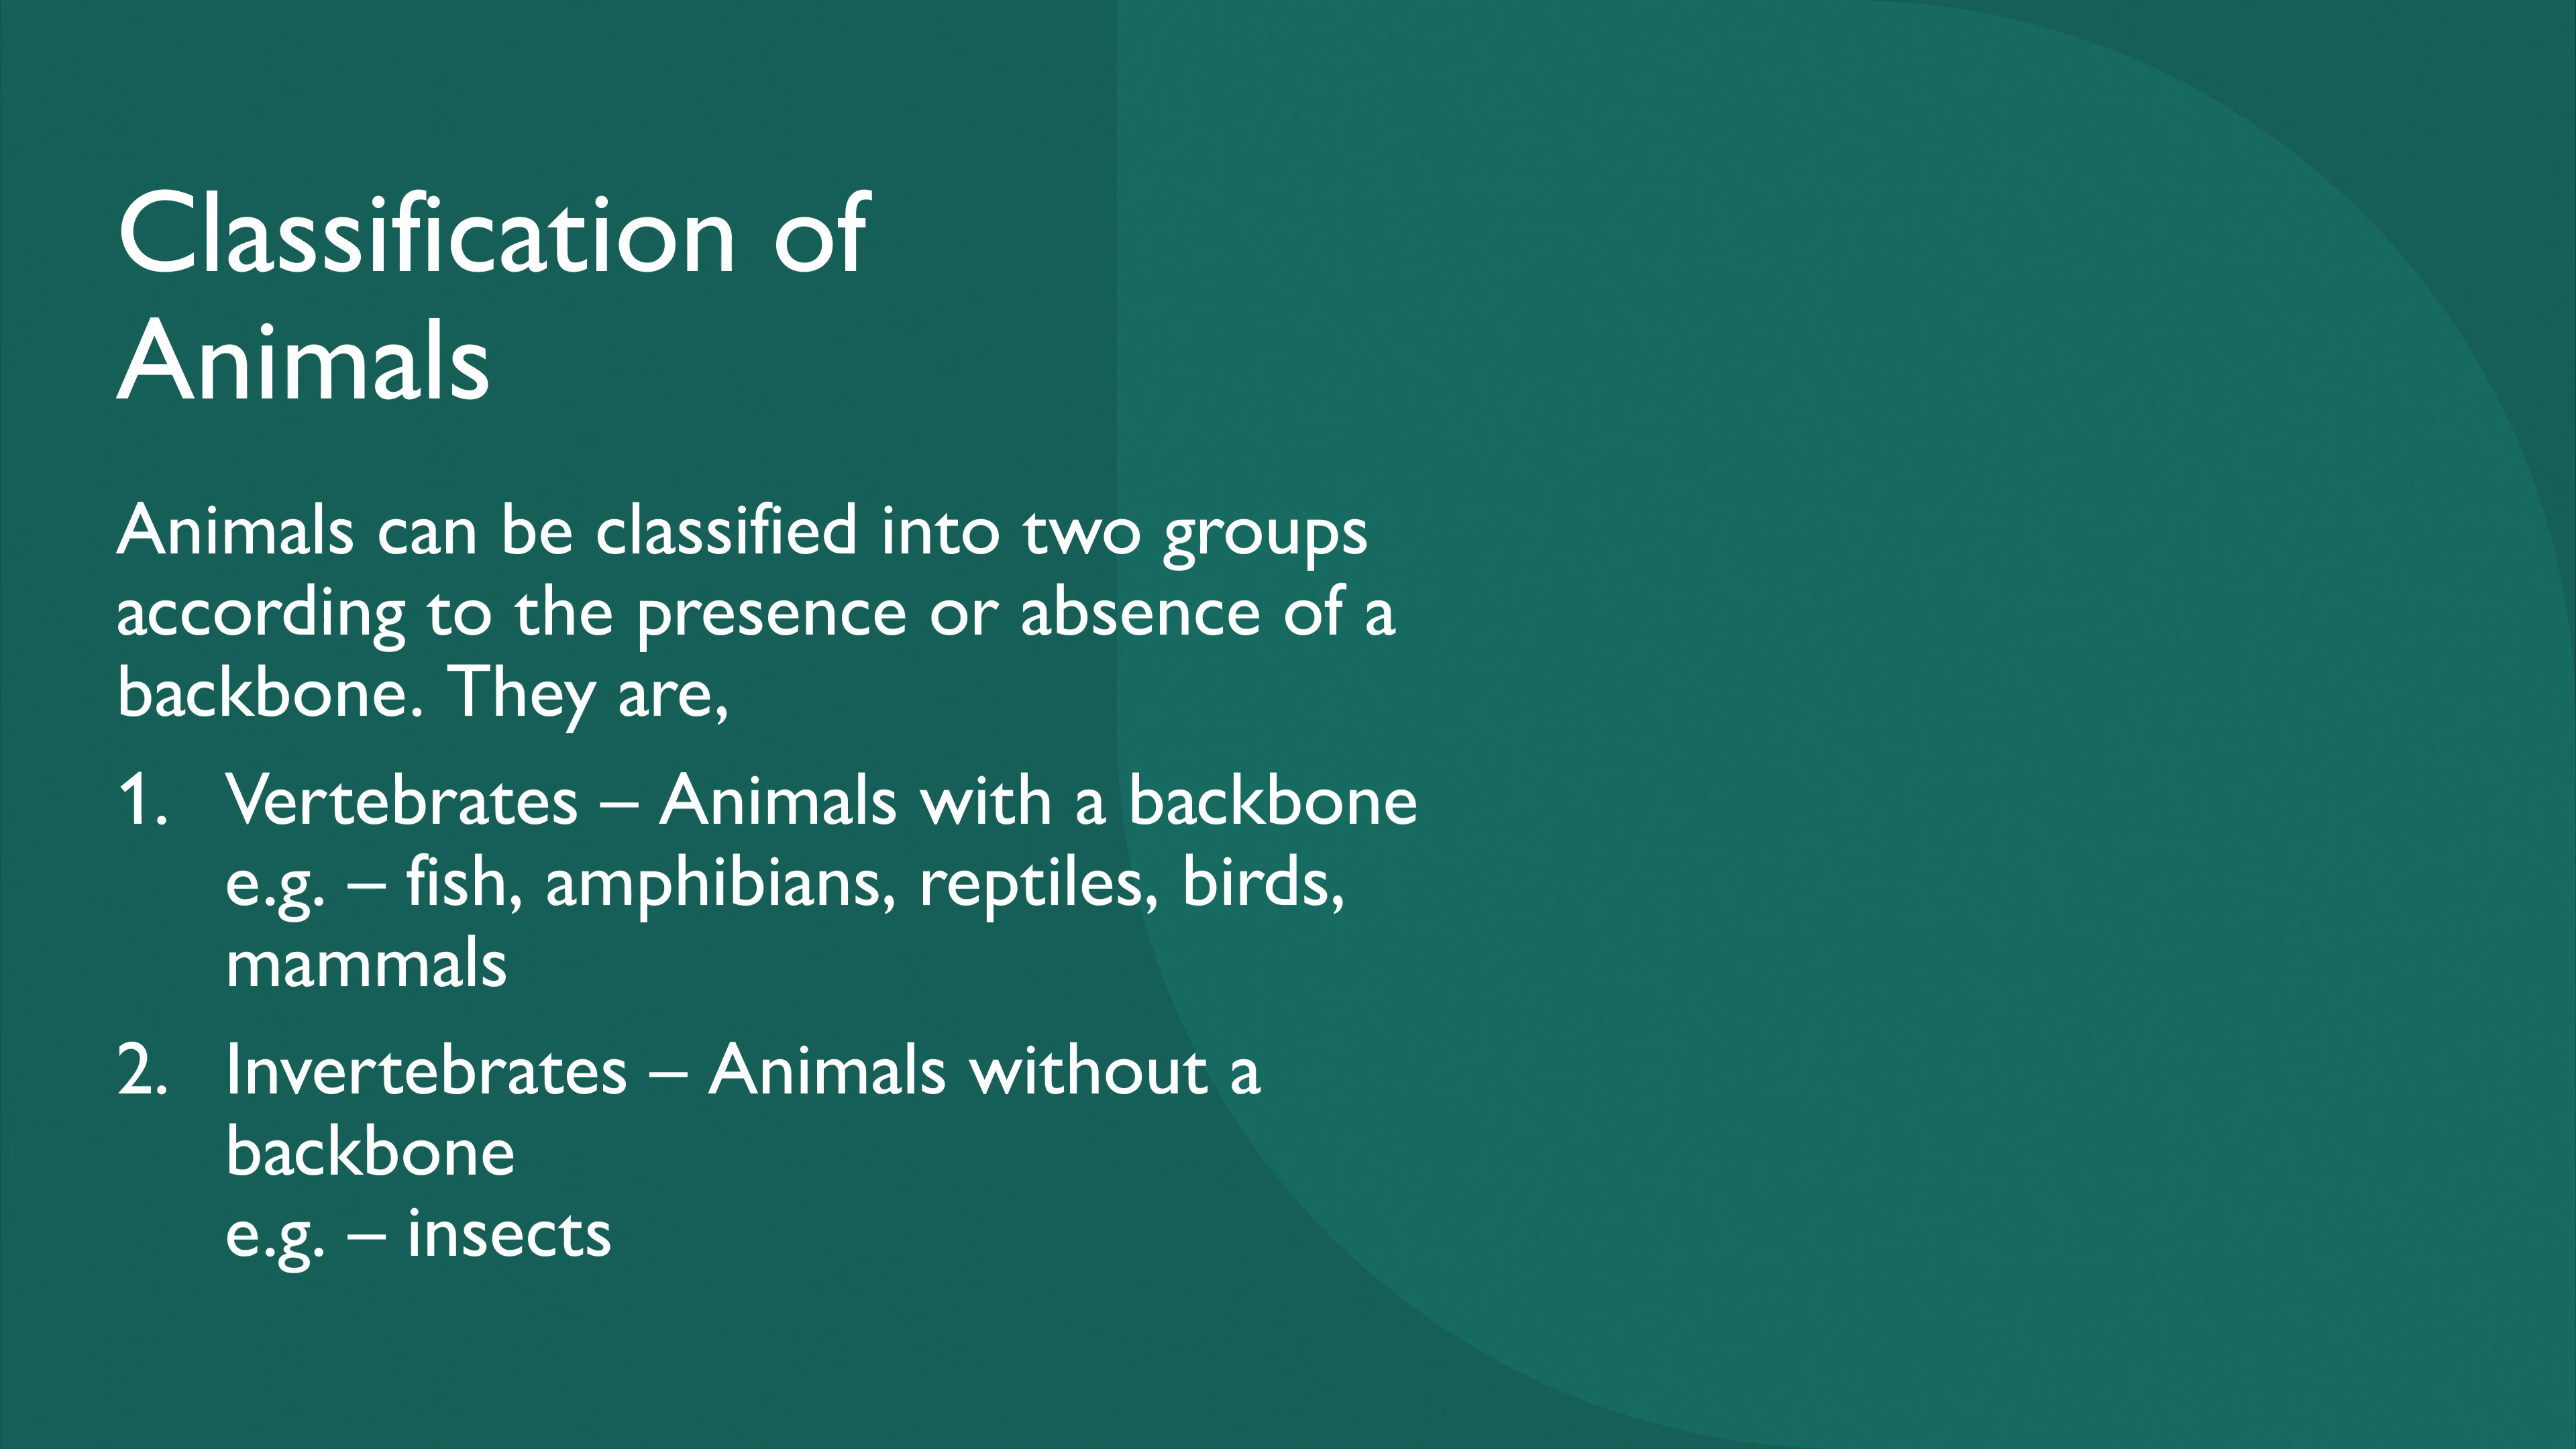 Classification of
Animals
Animals can be classified into two groups
according to the presence or absence of a
backbone. They are,
1. Vertebrates – Animals with a backbone
e.g. – fish, amphibians, reptiles, birds,
mammals
2. Invertebrates – Animals without a
backbone
e.g. – insects